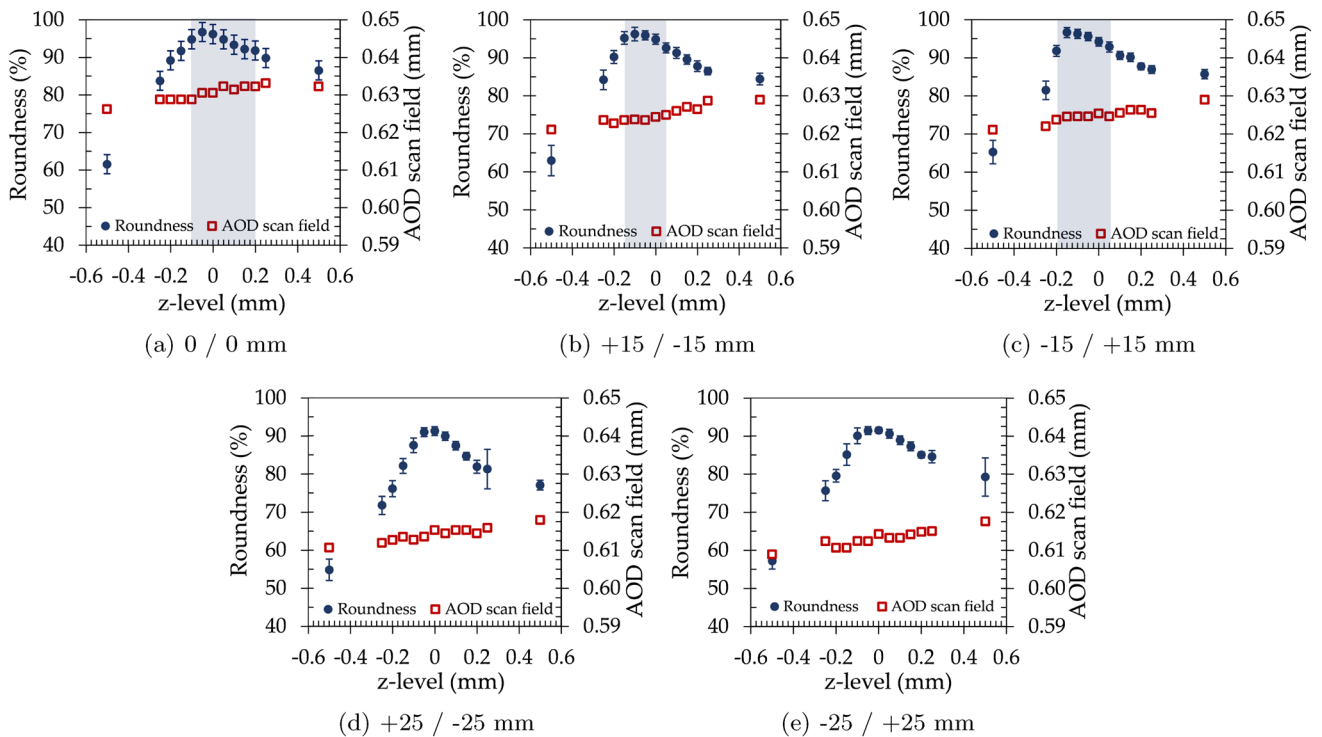 Roundness (%)
100
90
80
70
60
50
40
0.65
0.64
0.63
0.62
0.61
0.60
0.59
AOD scan field (mm)
Roundness
AOD scan field
-0.6 -0.4 -0.2 0 0.2 0.4 0.6
z-level (mm)
(a) 0 / 0 mm
Roundness (%)
100
90
80
70
60
50
40
0.65
0.64
0.63
0.62
0.61
0.60
0.59
AOD scan field (mm)
Roundness
AOD scan field
-0.6 -0.4 -0.2 0 0.2 0.4 0.6
z-level (mm)
(b) +15 / -15 mm
Roundness (%)
100
90
80
70
60
50
40
0.65
0.64
0.63
0.62
0.61
0.60
0.59
AOD scan field (mm)
Roundness
AOD scan field
-0.6 -0.4 -0.2 0 0.2 0.4 0.6
z-level (mm)
(c) -15 / +15 mm
Roundness (%)
100
90
80
70
60
50
40
0.65
0.64
0.63
0.62
0.61
0.60
0.59
AOD scan field (mm)
Roundness
AOD scan field
-0.6 -0.4 -0.2 0 0.2 0.4 0.6
z-level (mm)
(d) +25 / -25 mm
Roundness (%)
100
90
80
70
60
50
40
0.65
0.64
0.63
0.62
0.61
0.60
0.59
AOD scan field (mm)
Roundness
AOD scan field
-0.6 -0.4 -0.2 0 0.2 0.4 0.6
z-level (mm)
(e) -25 / +25 mm